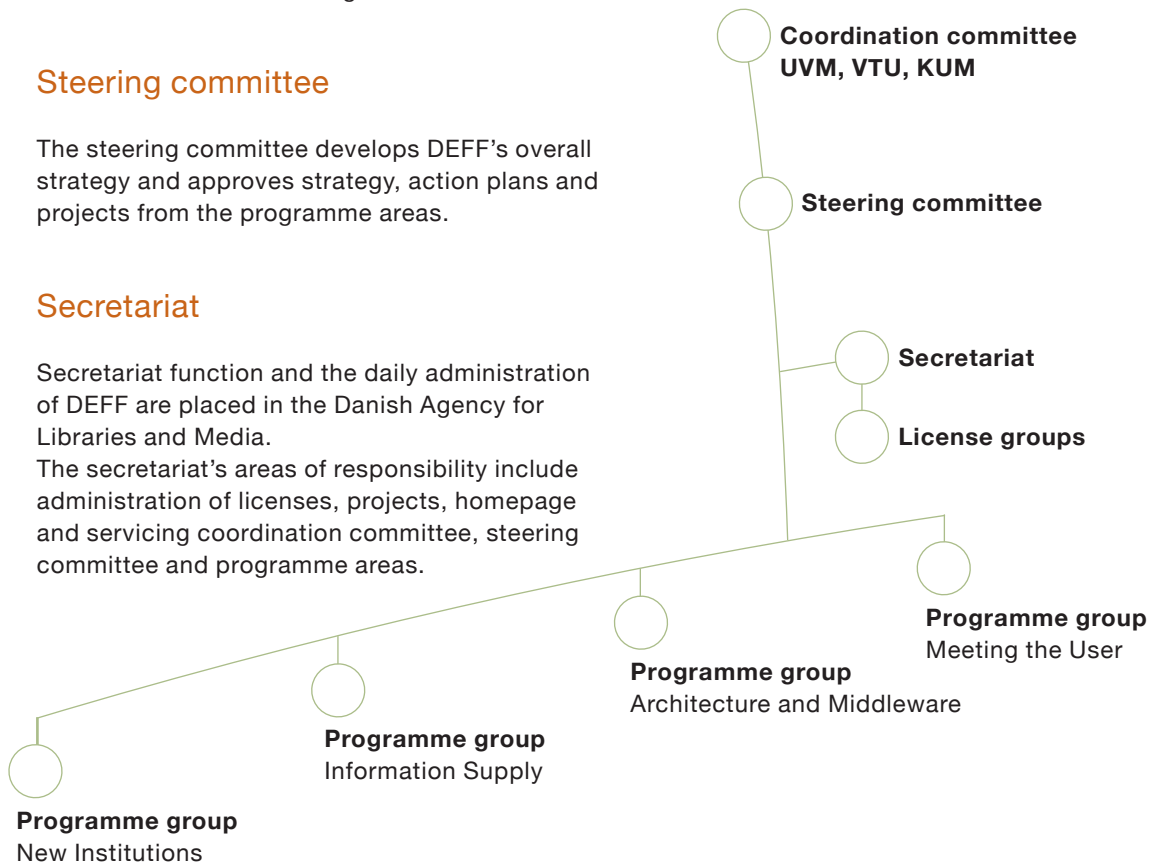 Steering committee
The steering committee develops DEFF’s overall
strategy and approves strategy, action plans and
projects from the programme areas.
Secretariat
Secretariat function and the daily administration
of DEFF are placed in the Danish Agency for
Libraries and Media.
The secretariat’s areas of responsibility include
administration of licenses, projects, homepage
and servicing coordination committee, steering
committee and programme areas.
Coordination committee
UVM, VTU, KUM
Steering committee
Secretariat
License groups
Programme group
Meeting the User
Programme group
Architecture and Middleware
Programme group
Information Supply
Programme group
New Institutions